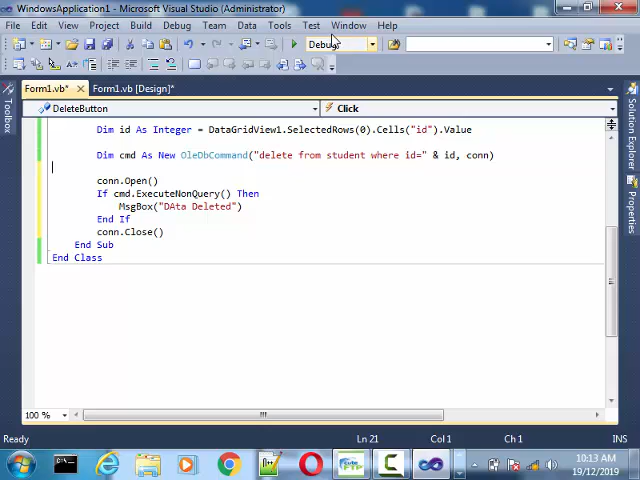 WindowsApplication1 - Microsoft Visual Studio (Administrator)
File Edit View Project Build Debug Team Data Tools Test Window Help
Debug
Form1.vb* Form1.vb [Design]*
DeleteButton Click
Dim id As Integer = DataGridView1.SelectedRows(0).Cells("id").Value
Dim cmd As New OleDbCommand("delete from student where id=" & id, conn)
conn.Open()
If cmd.ExecuteNonQuery() Then
MsgBox("DAta Deleted")
End If
conn.Close()
End Sub
End Class
Toolbox
Solution Explorer
Properties
100 %
Ready Ln 21 Col 1 Ch 1 INS
10:13 AM
19/12/2019